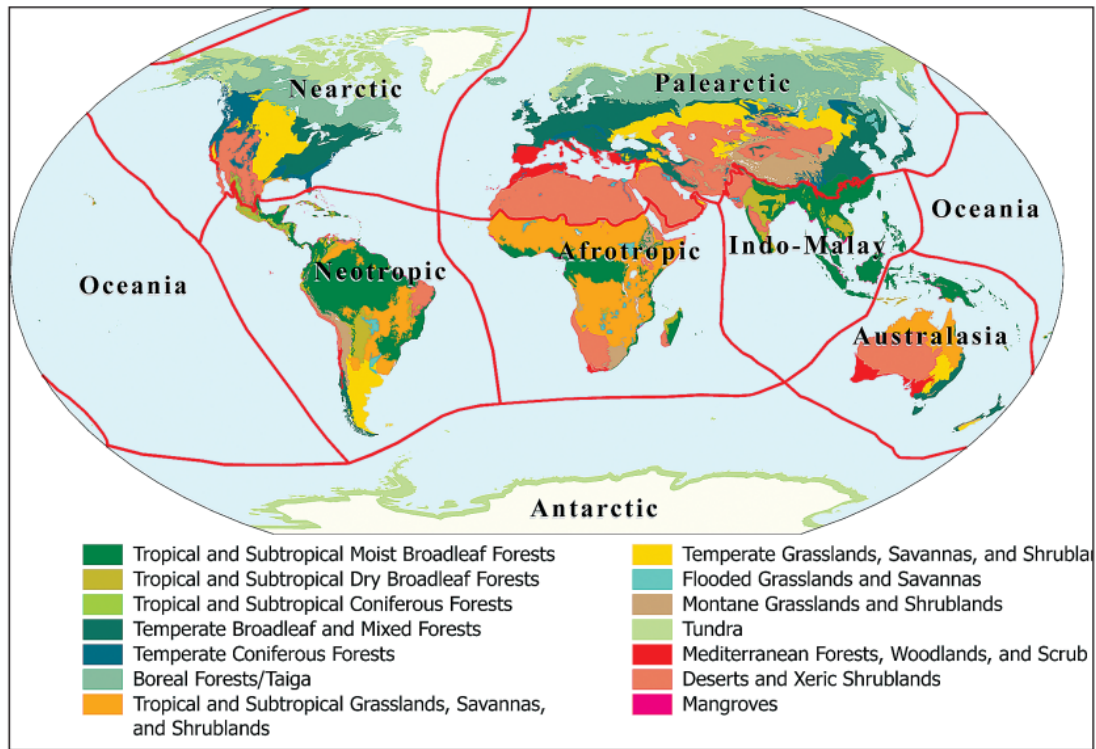 Nearctic
Palearctic
Oceania
Neotropic
Afrotropic
Indo-Malay
Oceania
Australasia
Antarctic
Tropical and Subtropical Moist Broadleaf Forests
Tropical and Subtropical Dry Broadleaf Forests
Tropical and Subtropical Coniferous Forests
Temperate Broadleaf and Mixed Forests
Temperate Coniferous Forests
Boreal Forests/Taiga
Tropical and Subtropical Grasslands, Savannas,
and Shrublands
Temperate Grasslands, Savannas, and Shrublan
Flooded Grasslands and Savannas
Montane Grasslands and Shrublands
Tundra
Mediterranean Forests, Woodlands, and Scrub
Deserts and Xeric Shrublands
Mangroves